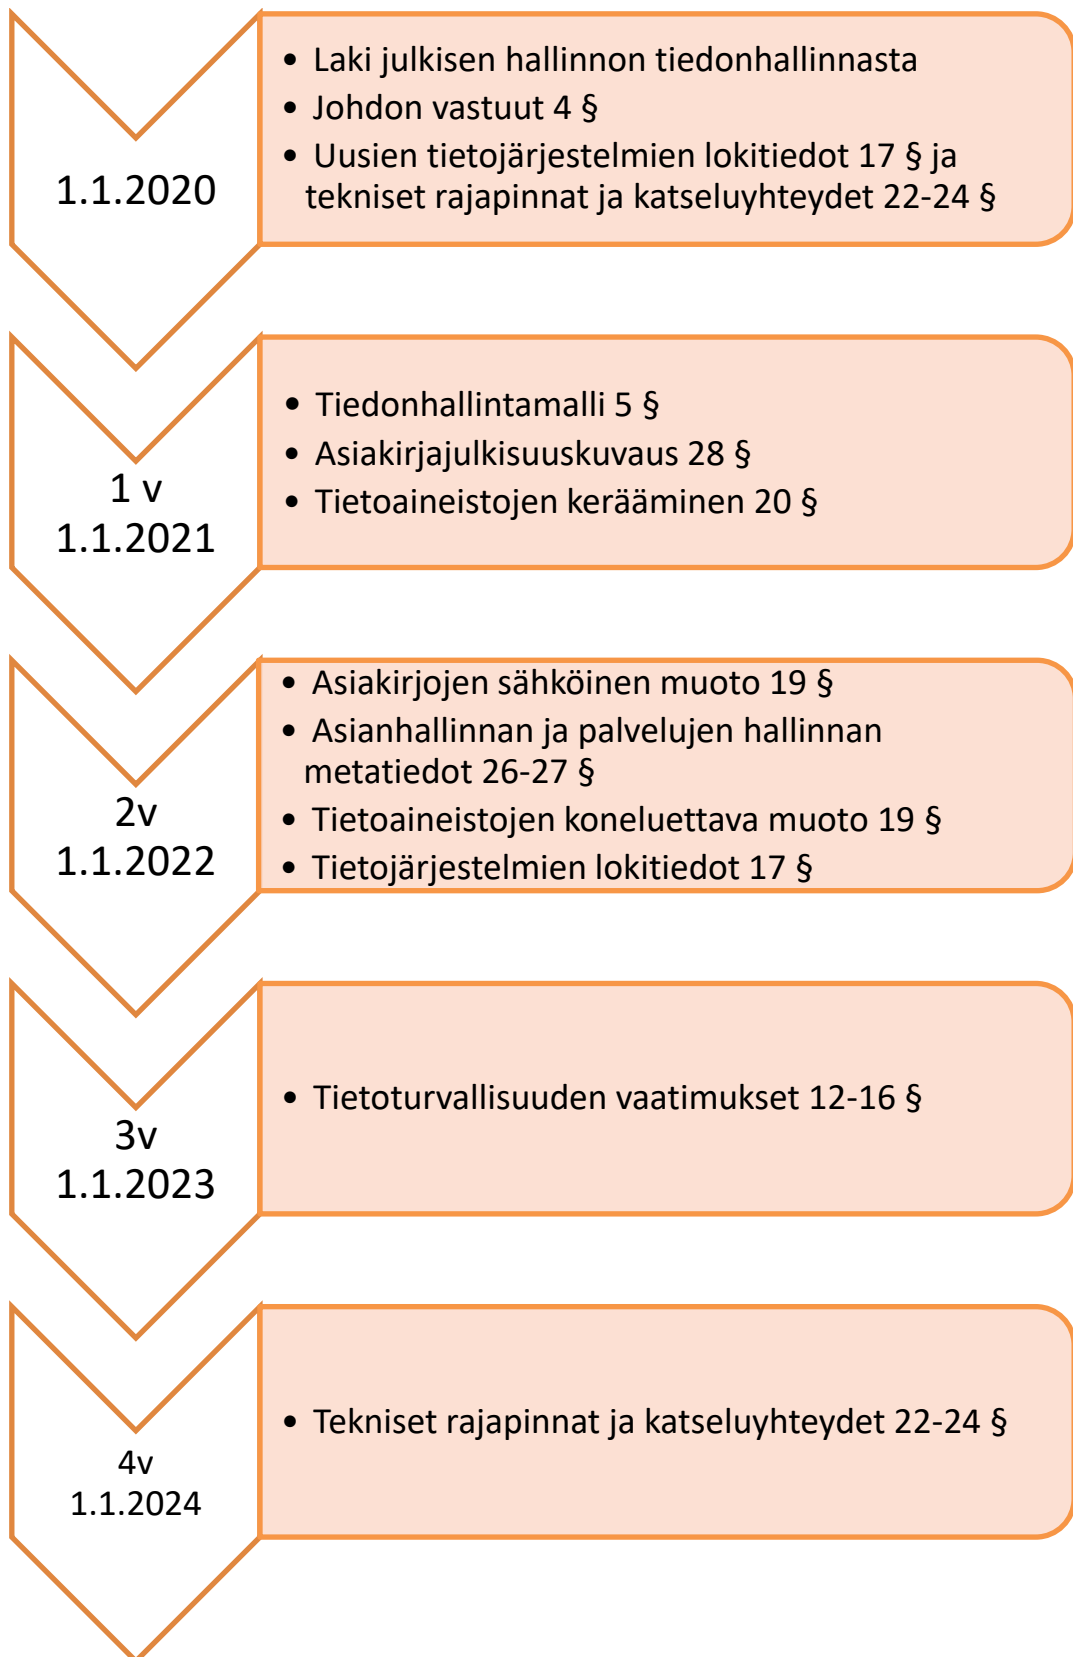 1.1.2020
• Laki julkisen hallinnon tiedonhallinnasta
• Johdon vastuut 4 §
• Uusien tietojärjestelmien lokitiedot 17 § ja
tekniset rajapinnat ja katseluyhteydet 22-24 §
1 v
1.1.2021
• Tiedonhallintamalli 5 §
• Asiakirjajulkisuuskuvaus 28 §
• Tietoaineistojen kerääminen 20 §
2v
1.1.2022
• Asiakirjojen sähköinen muoto 19 §
• Asianhallinnan ja palvelujen hallinnan
metatiedot 26-27 §
• Tietoaineistojen koneluettava muoto 19 §
• Tietojärjestelmien lokitiedot 17 §
3v
1.1.2023
• Tietoturvallisuuden vaatimukset 12-16 §
4v
1.1.2024
• Tekniset rajapinnat ja katseluyhteydet 22-24 §